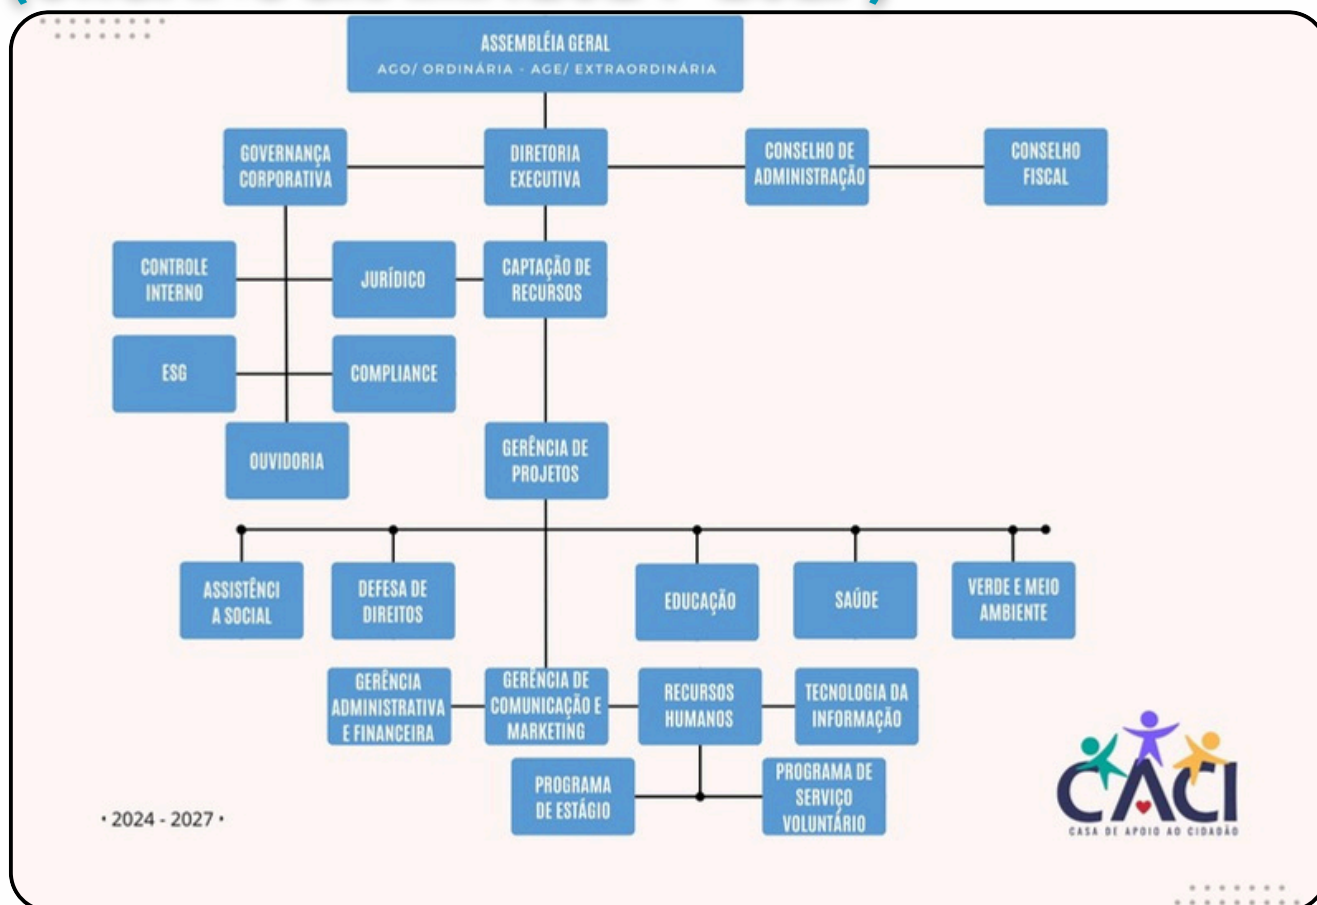 ASSEMBLÉIA GERAL
AGO/ ORDINÁRIA - AGE/ EXTRAORDINÁRIA
GOVERNANÇA
CORPORATIVA
DIRETORIA
EXECUTIVA
CONSELHO DE
ADMINISTRAÇÃO
CONSELHO
FISCAL
CONTROLE
INTERNO
JURÍDICO
CAPTAÇÃO DE
RECURSOS
ESG
COMPLIANCE
OUVIDORIA
GERÊNCIA DE
PROJETOS
ASSISTÊNCI
A SOCIAL
DEFESA DE
DIREITOS
EDUCAÇÃO
SAÚDE
VERDE E MEIO
AMBIENTE
GERÊNCIA
ADMINISTRATIVA
E FINANCEIRA
GERÊNCIA DE
COMUNICAÇÃO E
MARKETING
RECURSOS
HUMANOS
TECNOLOGIA DA
INFORMAÇÃO
PROGRAMA
DE ESTÁGIO
PROGRAMA DE
SERVIÇO
VOLUNTÁRIO
• 2024 - 2027 •
CACI
CASA DE APOIO AO CIDADÃO